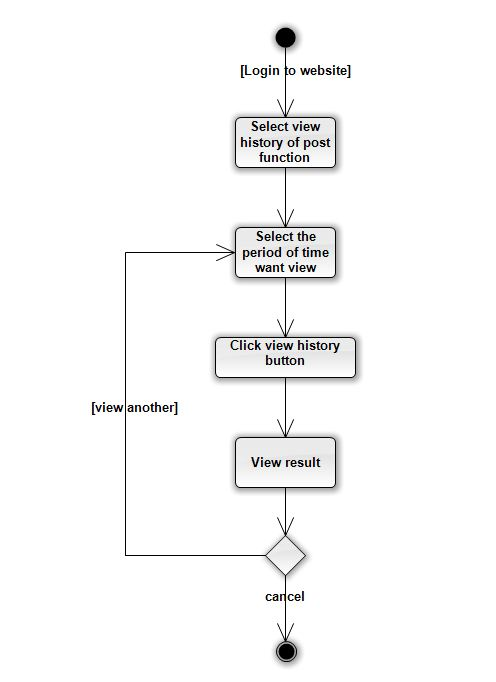 [Login to website]
Select view
history of post
function
Select the
period of time
want view
Click view history
button
[view another]
View result
cancel